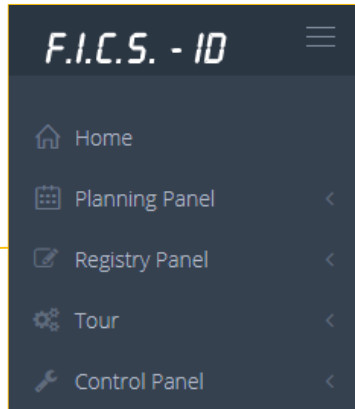 F.I.C.S. - ID
Home
Planning Panel
Registry Panel
Tour
Control Panel